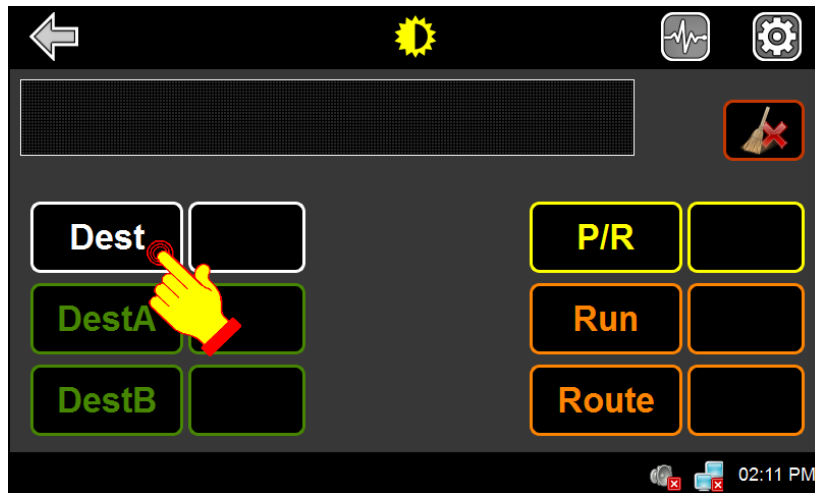 Dest
P/R
DestA
Run
DestB
Route
02:11 PM